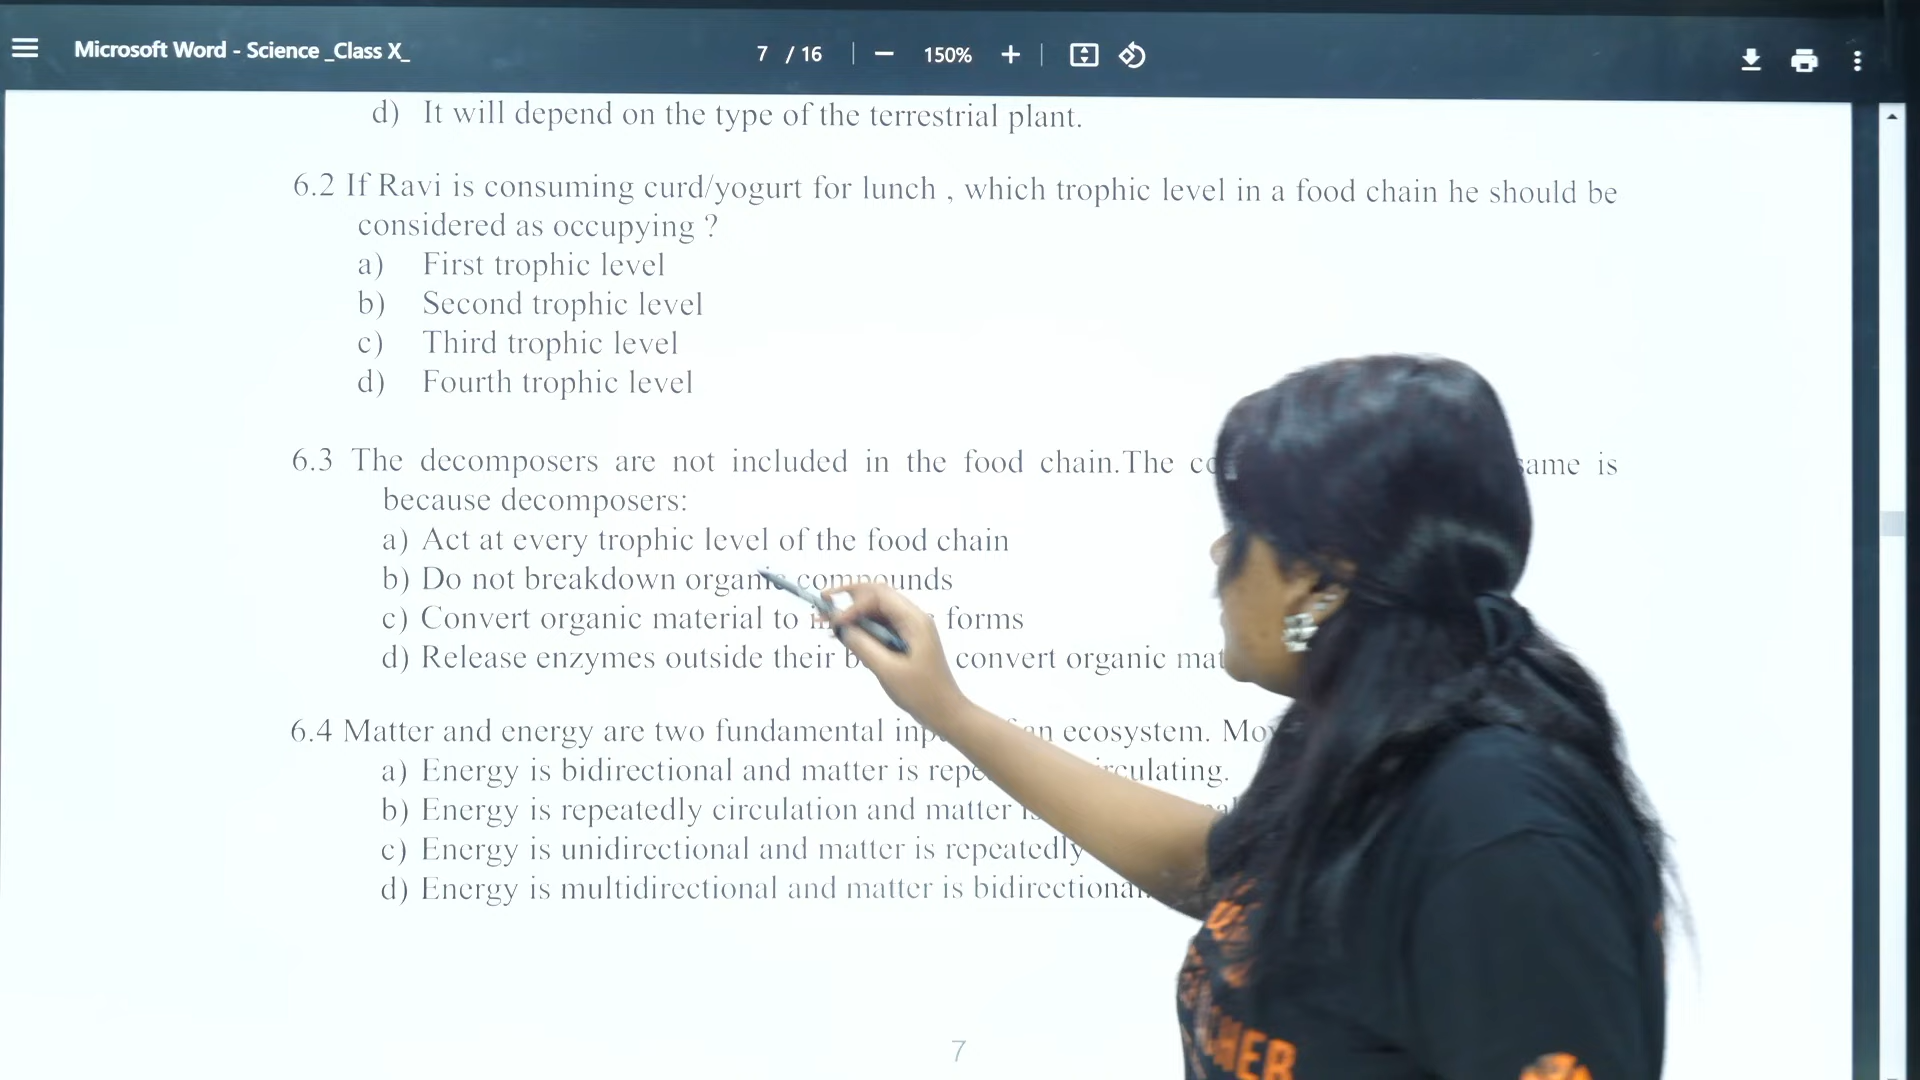 Microsoft Word - Science _Class X_
7 / 16
150%
d) It will depend on the type of the terrestrial plant.
6.2 If Ravi is consuming curd/yogurt for lunch , which trophic level in a food chain he should be
considered as occupying ?
a) First trophic level
b) Second trophic level
c) Third trophic level
d) Fourth trophic level
6.3 The decomposers are not included in the food chain.The same is
because decomposers:
a) Act at every trophic level of the food chain
b) Do not breakdown organic compounds
c) Convert organic material to forms
d) Release enzymes outside their convert organic
6.4 Matter and energy are two fundamental an ecosystem.
a) Energy is bidirectional and matter is
b) Energy is repeatedly circulation and matter
c) Energy is unidirectional and matter is repeatedly
d) Energy is multidirectional and matter is bidirectional.
7